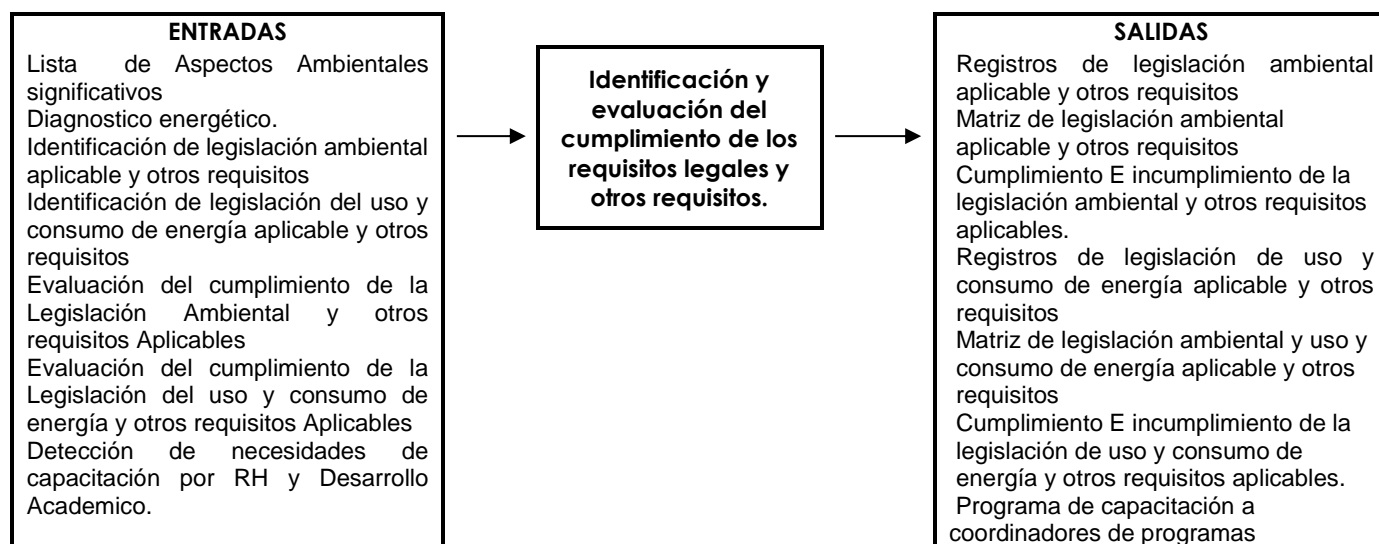 ENTRADAS
Lista de Aspectos Ambientales
significativos
Diagnostico energético.
Identificación de legislación ambiental
aplicable y otros requisitos
Identificación de legislación del uso y
consumo de energía aplicable y otros
requisitos
Evaluación del cumplimiento de la
Legislación Ambiental y otros
requisitos Aplicables
Evaluación del cumplimiento de la
Legislación del uso y consumo de
energía y otros requisitos Aplicables
Detección de necesidades de
capacitación por RH y Desarrollo
Academico.
Identificación y
evaluación del
cumplimiento de los
requisitos legales y
otros requisitos.
SALIDAS
Registros de legislación ambiental
aplicable y otros requisitos
Matriz de legislación ambiental
aplicable y otros requisitos
Cumplimiento E incumplimiento de la
legislación ambiental y otros requisitos
aplicables.
Registros de legislación de uso y
consumo de energía aplicable y otros
requisitos
Matriz de legislación ambiental y uso y
consumo de energía aplicable y otros
requisitos
Cumplimiento E incumplimiento de la
legislación de uso y consumo de
energía y otros requisitos aplicables.
Programa de capacitación a
coordinadores de programas